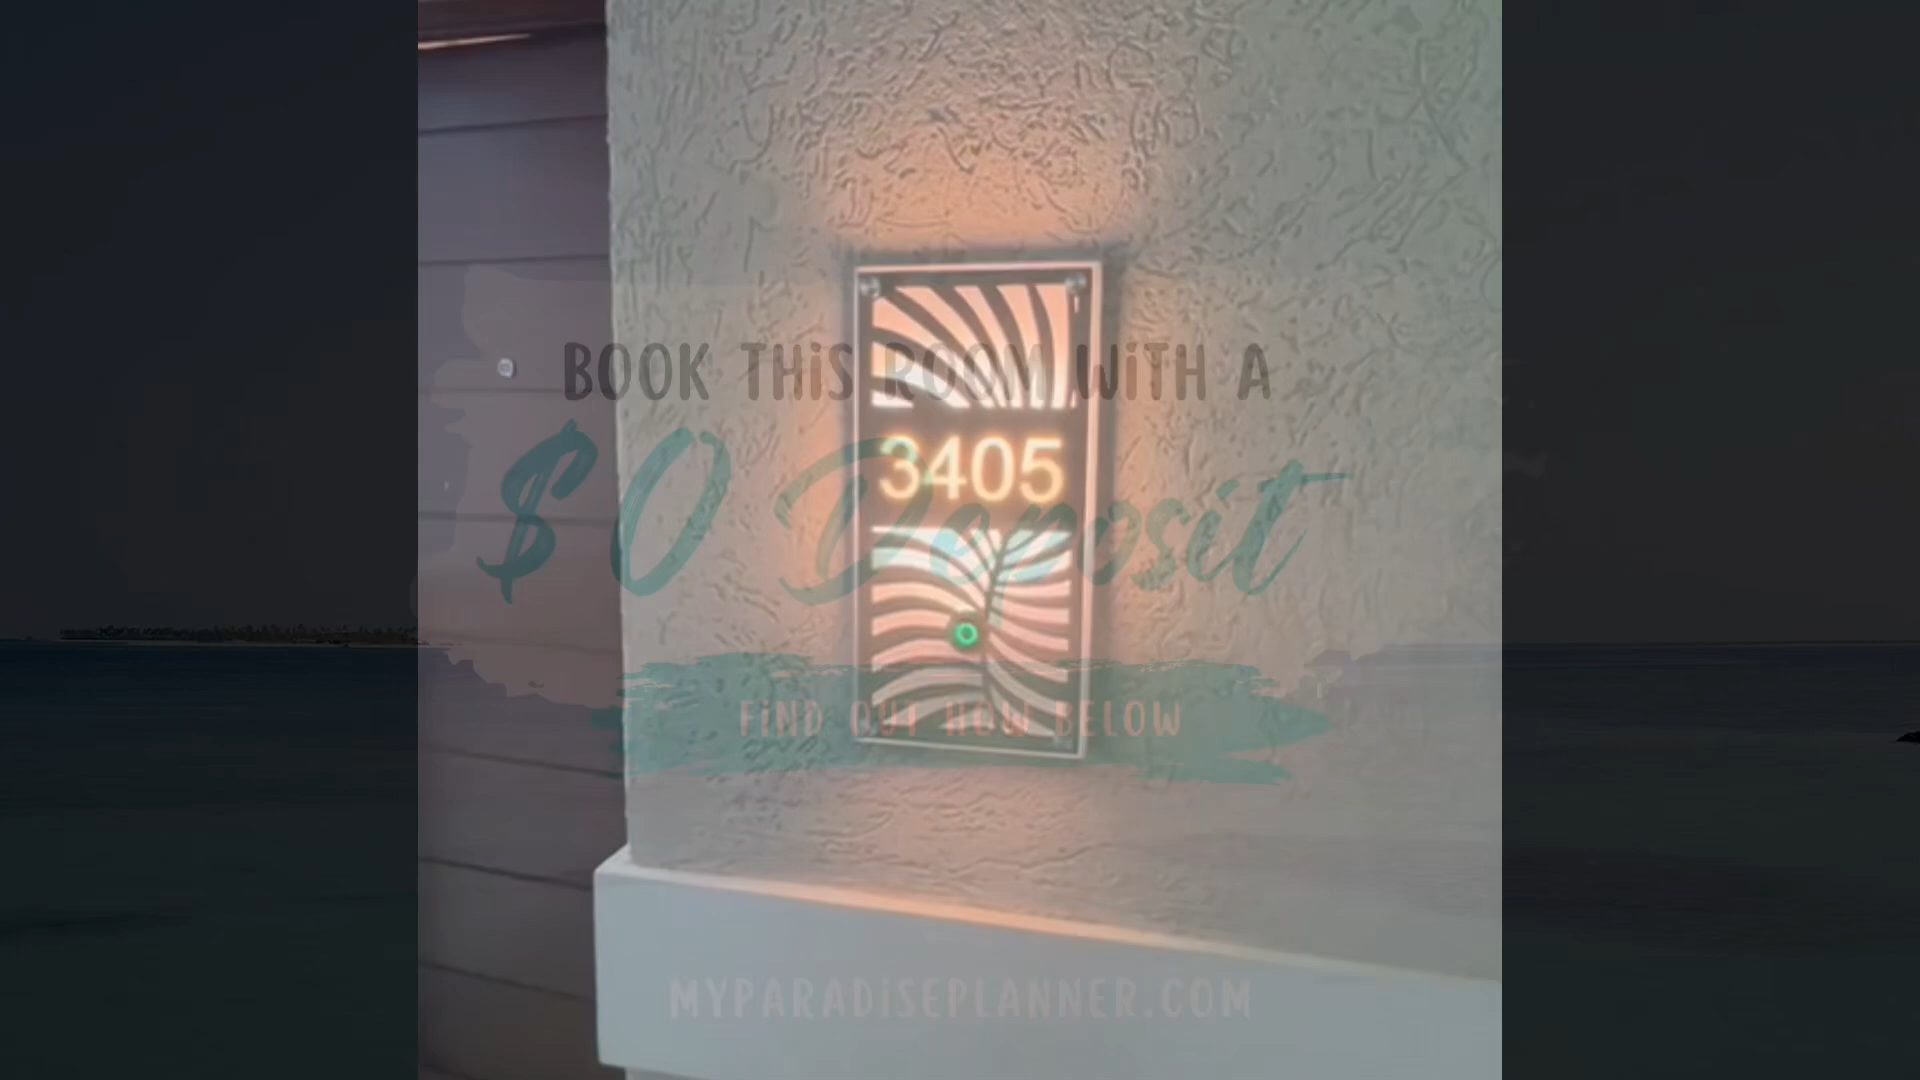 BOOK THiS ROOM WiTH A
3405
$0 Deposit
FiND OUT HOW BELOW
MYPARADiSEPLANNER.COM